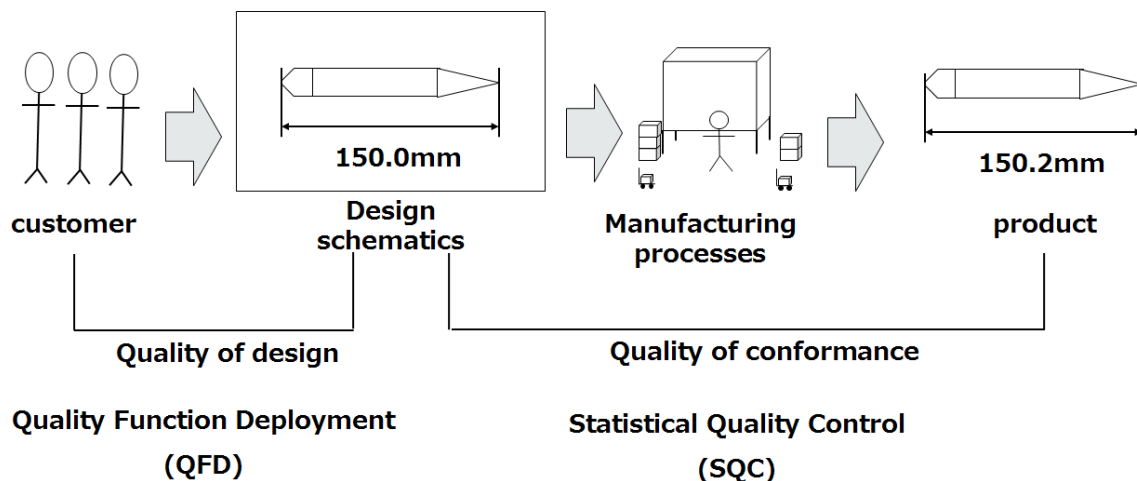 150.0mm
150.2mm
customer
Design
schematics
Manufacturing
processes
product
Quality of design
Quality of conformance
Quality Function Deployment
(QFD)
Statistical Quality Control
(SQC)